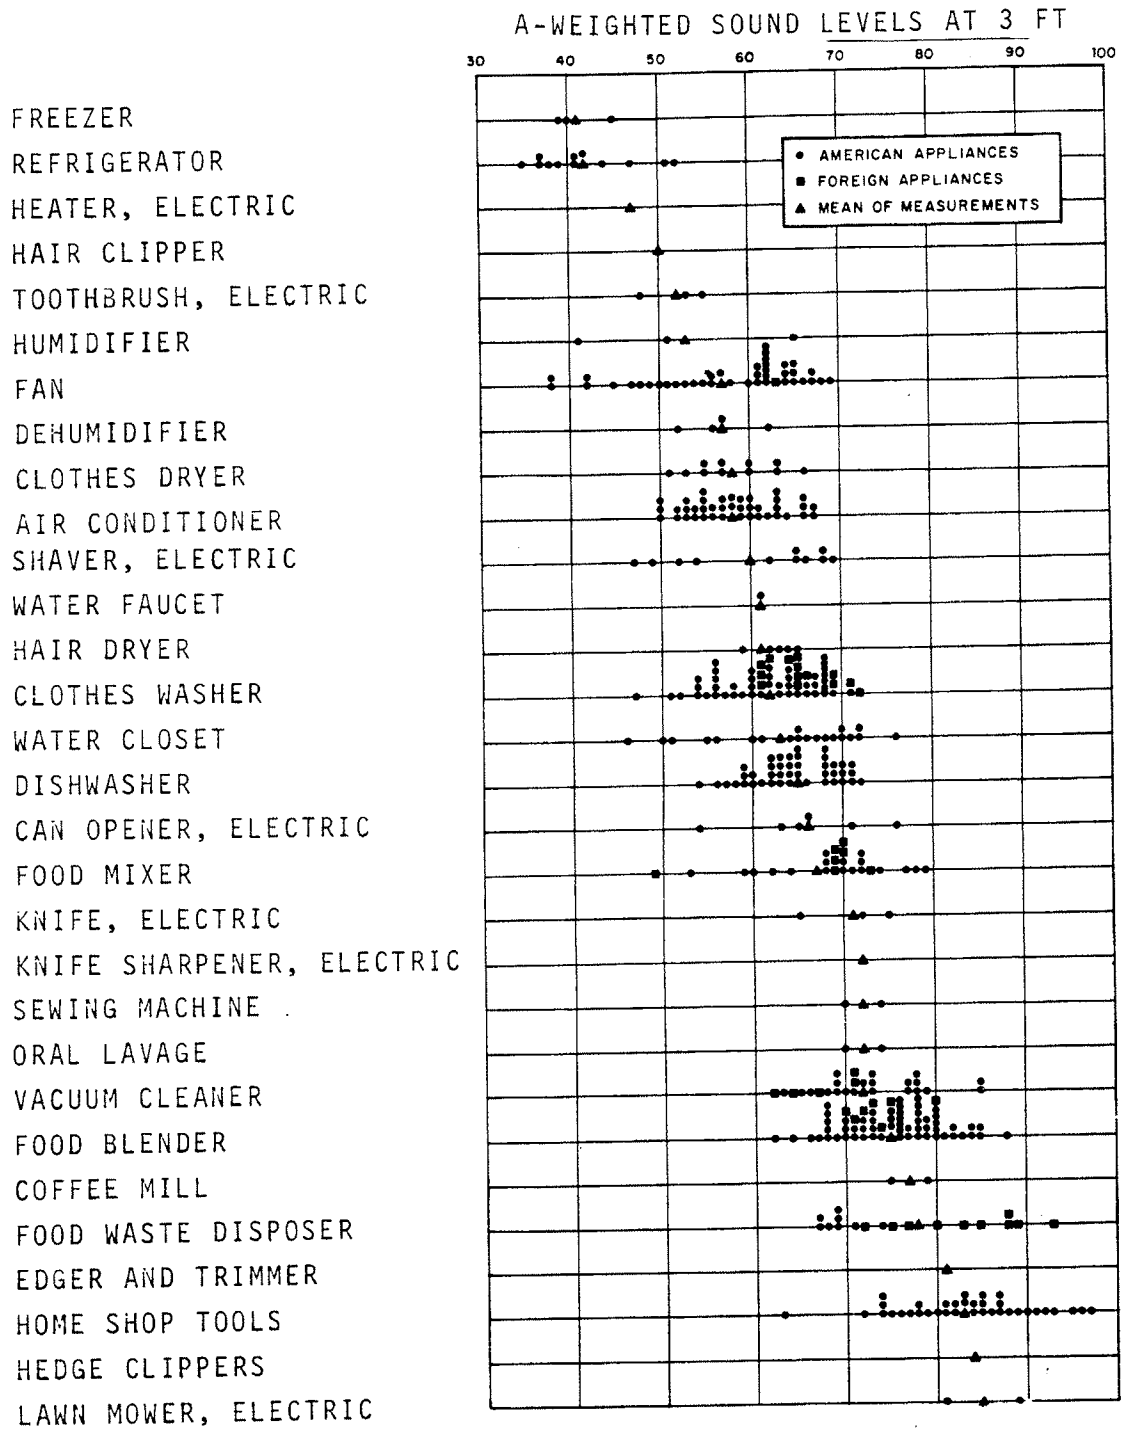 A-WEIGHTED SOUND LEVELS AT 3 FT
30 40 50 60 70 80 90 100
FREEZER
REFRIGERATOR
HEATER, ELECTRIC
HAIR CLIPPER
TOOTHBRUSH, ELECTRIC
HUMIDIFIER
FAN
DEHUMIDIFIER
CLOTHES DRYER
AIR CONDITIONER
SHAVER, ELECTRIC
WATER FAUCET
HAIR DRYER
CLOTHES WASHER
WATER CLOSET
DISHWASHER
CAN OPENER, ELECTRIC
FOOD MIXER
KNIFE, ELECTRIC
KNIFE SHARPENER, ELECTRIC
SEWING MACHINE
ORAL LAVAGE
VACUUM CLEANER
FOOD BLENDER
COFFEE MILL
FOOD WASTE DISPOSER
EDGER AND TRIMMER
HOME SHOP TOOLS
HEDGE CLIPPERS
LAWN MOWER, ELECTRIC
AMERICAN APPLIANCES
FOREIGN APPLIANCES
MEAN OF MEASUREMENTS